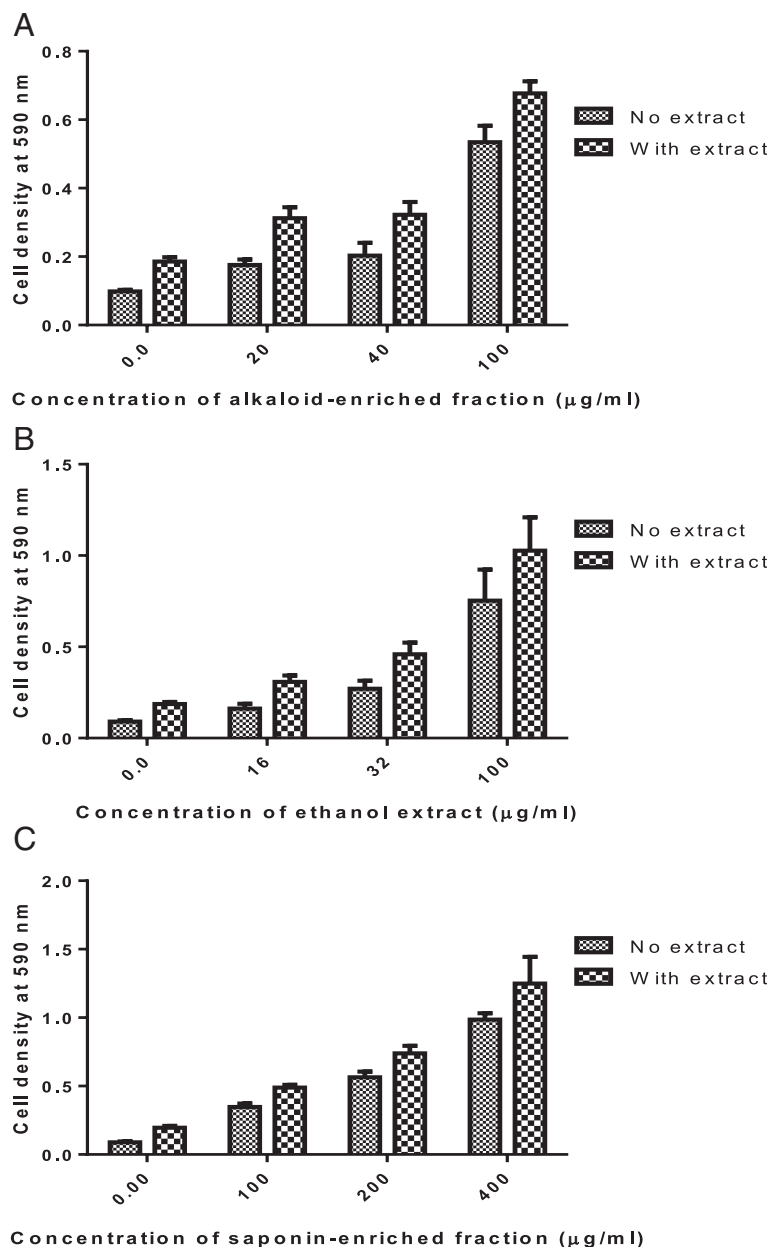 A
Cell density at 590 nm
0.8
0.6
0.4
0.2
0.0
0.0
20
40
100
No extract
With extract
Concentration of alkaloid-enriched fraction (μg/ml)
B
Cell density at 590 nm
1.5
1.0
0.5
0.0
0.0
16
32
100
No extract
With extract
Concentration of ethanol extract (μg/ml)
C
Cell density at 590 nm
2.0
1.5
1.0
0.5
0.0
0.00
100
200
400
No extract
With extract
Concentration of saponin-enriched fraction (μg/ml)